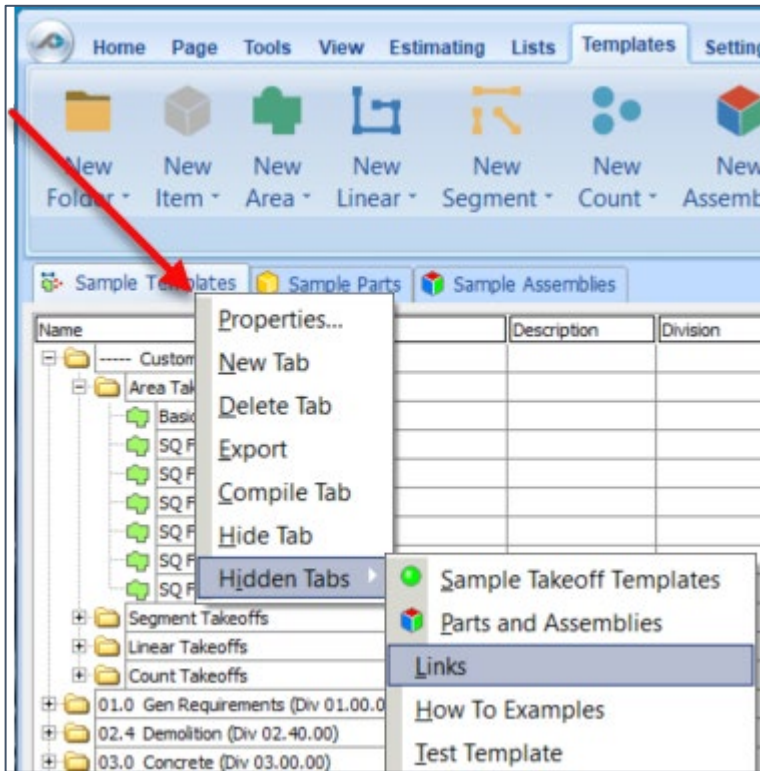 Home Page Tools View Estimating Lists Templates Setting
New Folder New Item New Area New Linear New Segment New Count New Assemb
Sample Templates Sample Parts Sample Assemblies
Name Description Division
----- Custom
Area Tak
Basic
SQ F
SQ F
SQ F
SQ F
SQ F
SQ F
Segment Takeoffs
Linear Takeoffs
Count Takeoffs
01.0 Gen Requirements (Div 01.00.0
02.4 Demolition (Div 02.40.00)
03.0 Concrete (Div 03.00.00)
Properties...
New Tab
Delete Tab
Export
Compile Tab
Hide Tab
Hidden Tabs
Sample Takeoff Templates
Parts and Assemblies
Links
How To Examples
Test Template